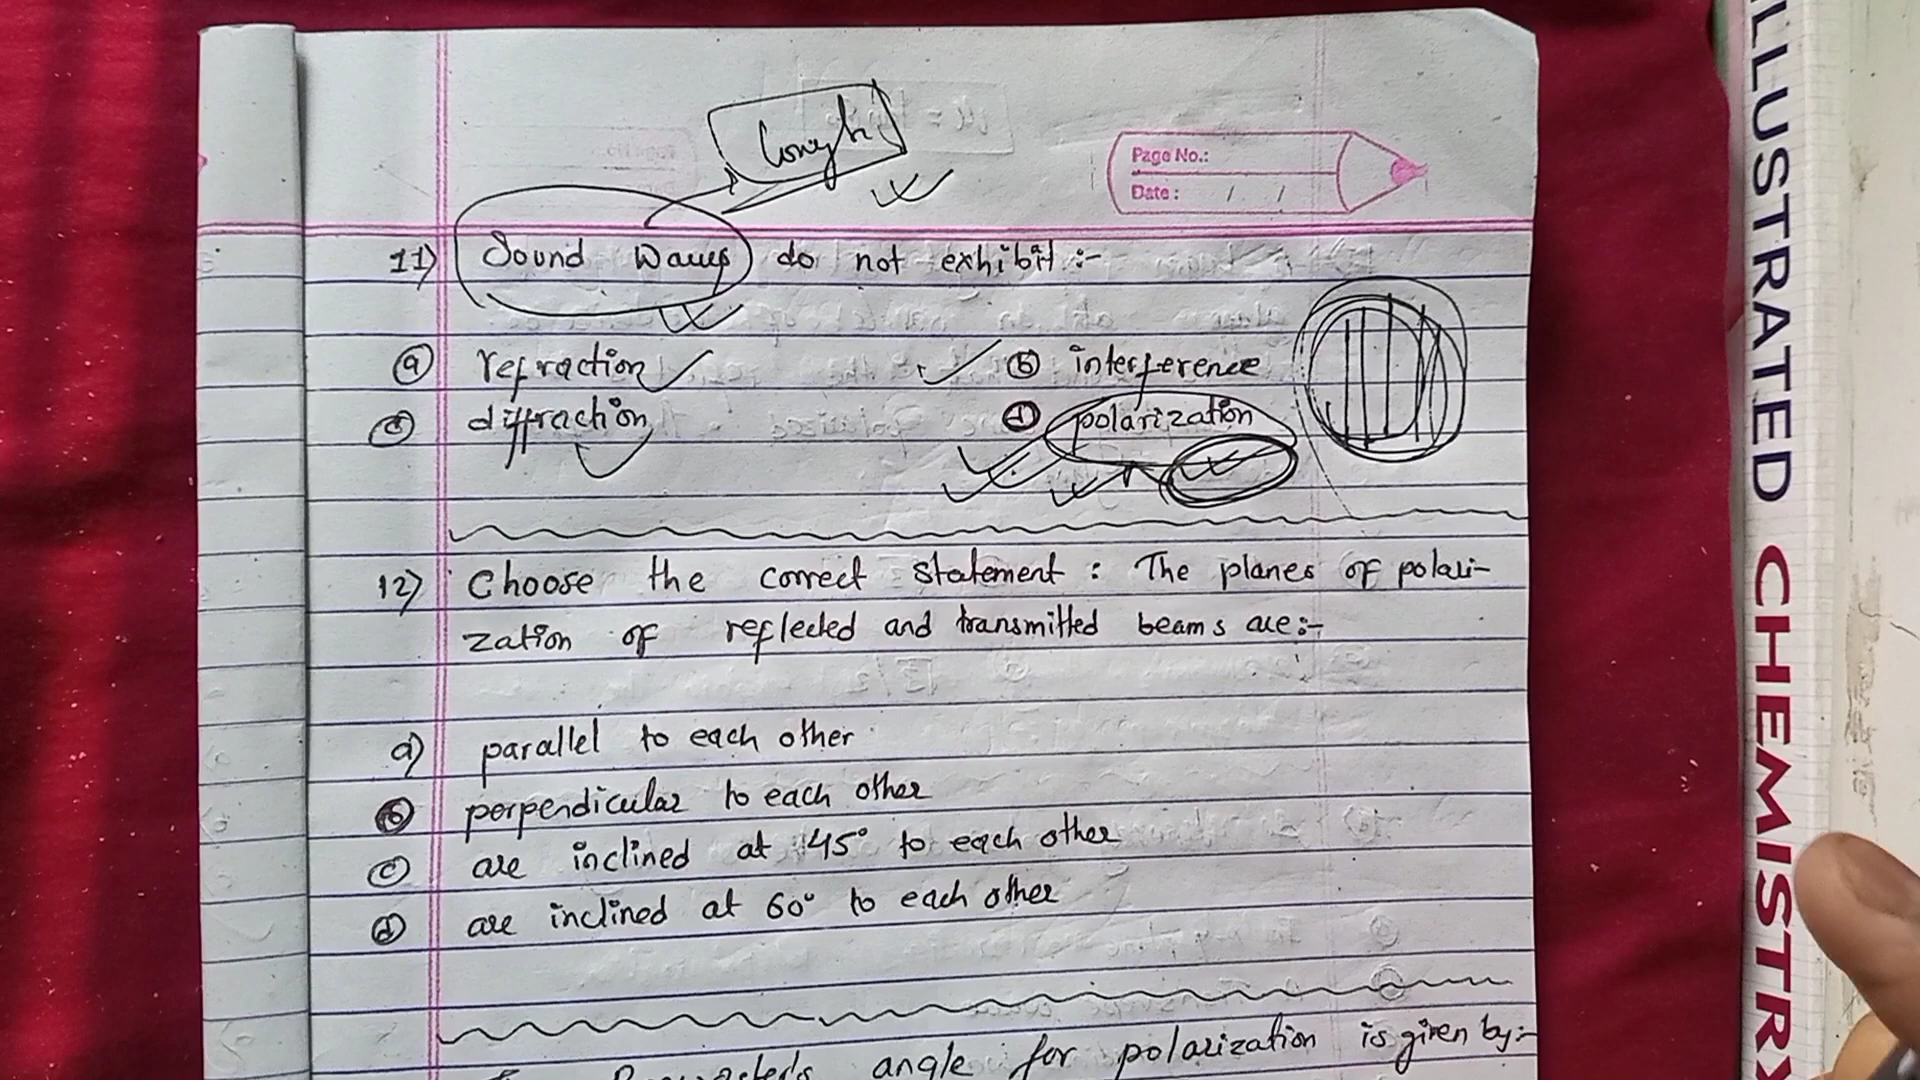 Page No.:
Date : / /
11) Sound Waves do not exhibit :-
(a) refraction (b) interference
(c) diffraction (d) polarization
12) Choose the correct statement : The planes of polari-
zation of reflected and transmitted beams are:-
a) parallel to each other
(b) perpendicular to each other
(c) are inclined at 45° to each other
(d) are inclined at 60° to each other
angle for polarization is given by:-
ILLUSTRATED CHEMISTRY